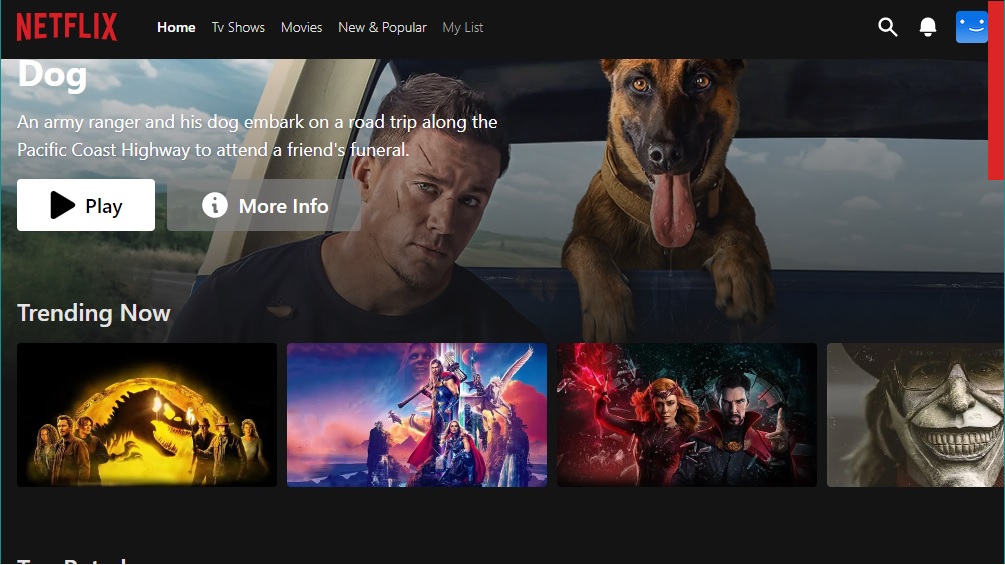 NETFLIX
Home Tv Shows Movies New & Popular My List
Dog
An army ranger and his dog embark on a road trip along the
Pacific Coast Highway to attend a friend's funeral.
Play More Info
Trending Now